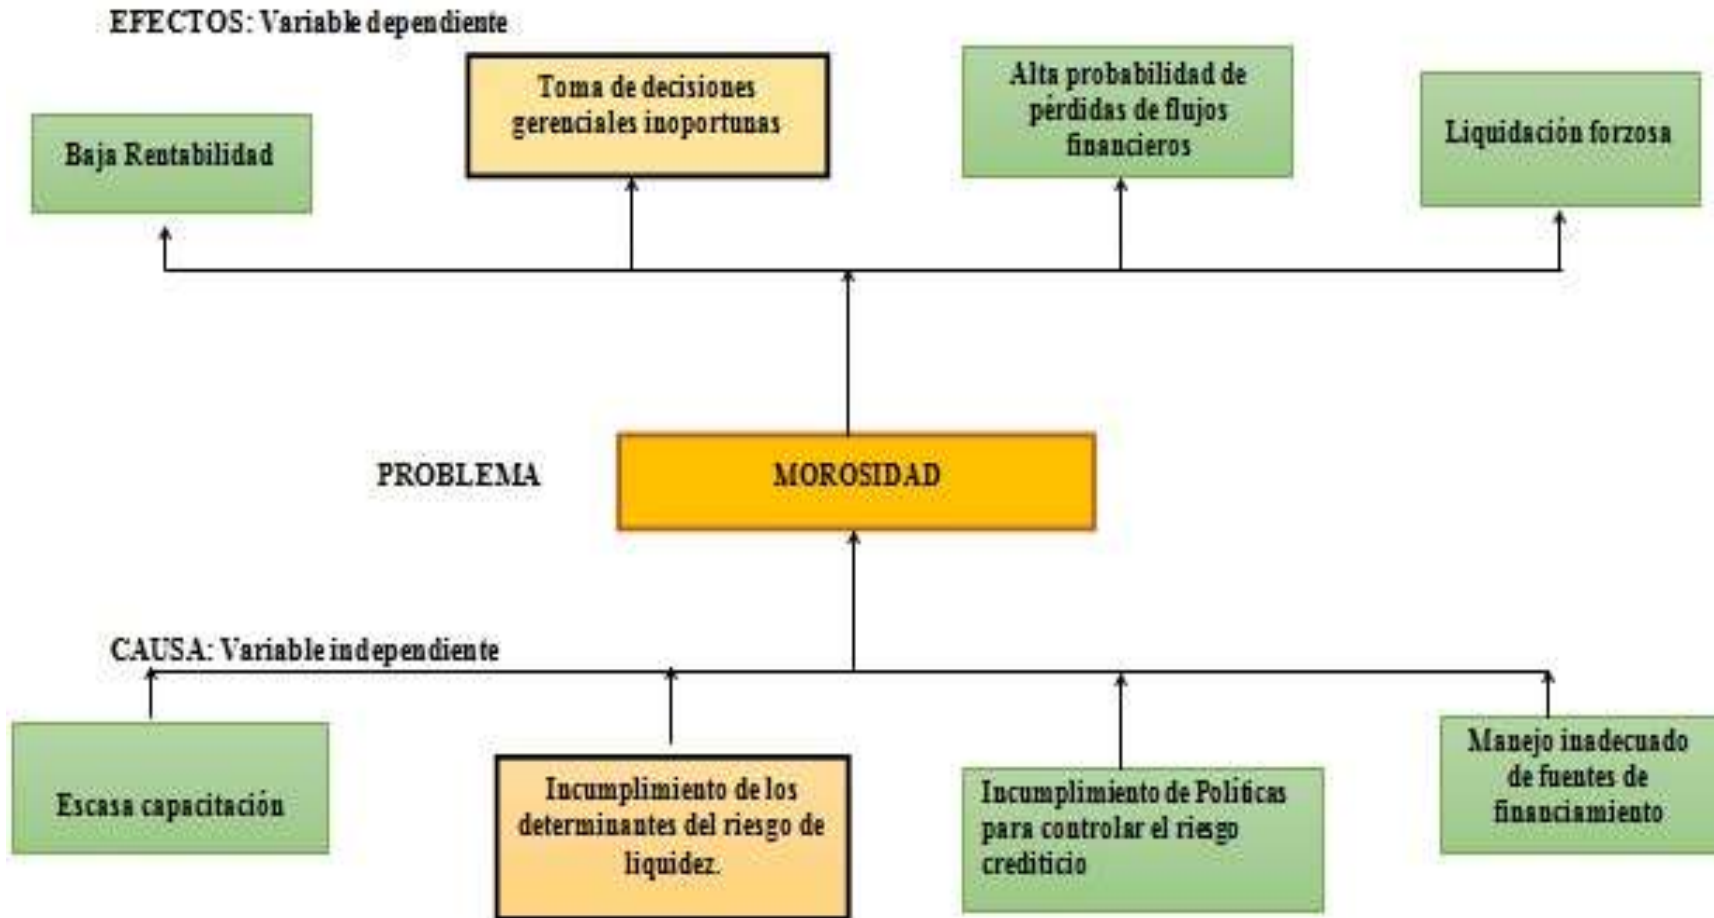 EFECTOS: Variable dependiente
Baja Rentabilidad
Toma de decisiones
gerenciales inoportunas
Alta probabilidad de
pérdidas de flujos
financieros
Liquidación forzosa
PROBLEMA
MOROSIDAD
CAUSA: Variable independiente
Escasa capacitación
Incumplimiento de los
determinantes del riesgo de
liquidez.
Incumplimiento de Políticas
para controlar el riesgo
crediticio
Manejo inadecuado
de fuentes de
financiamiento